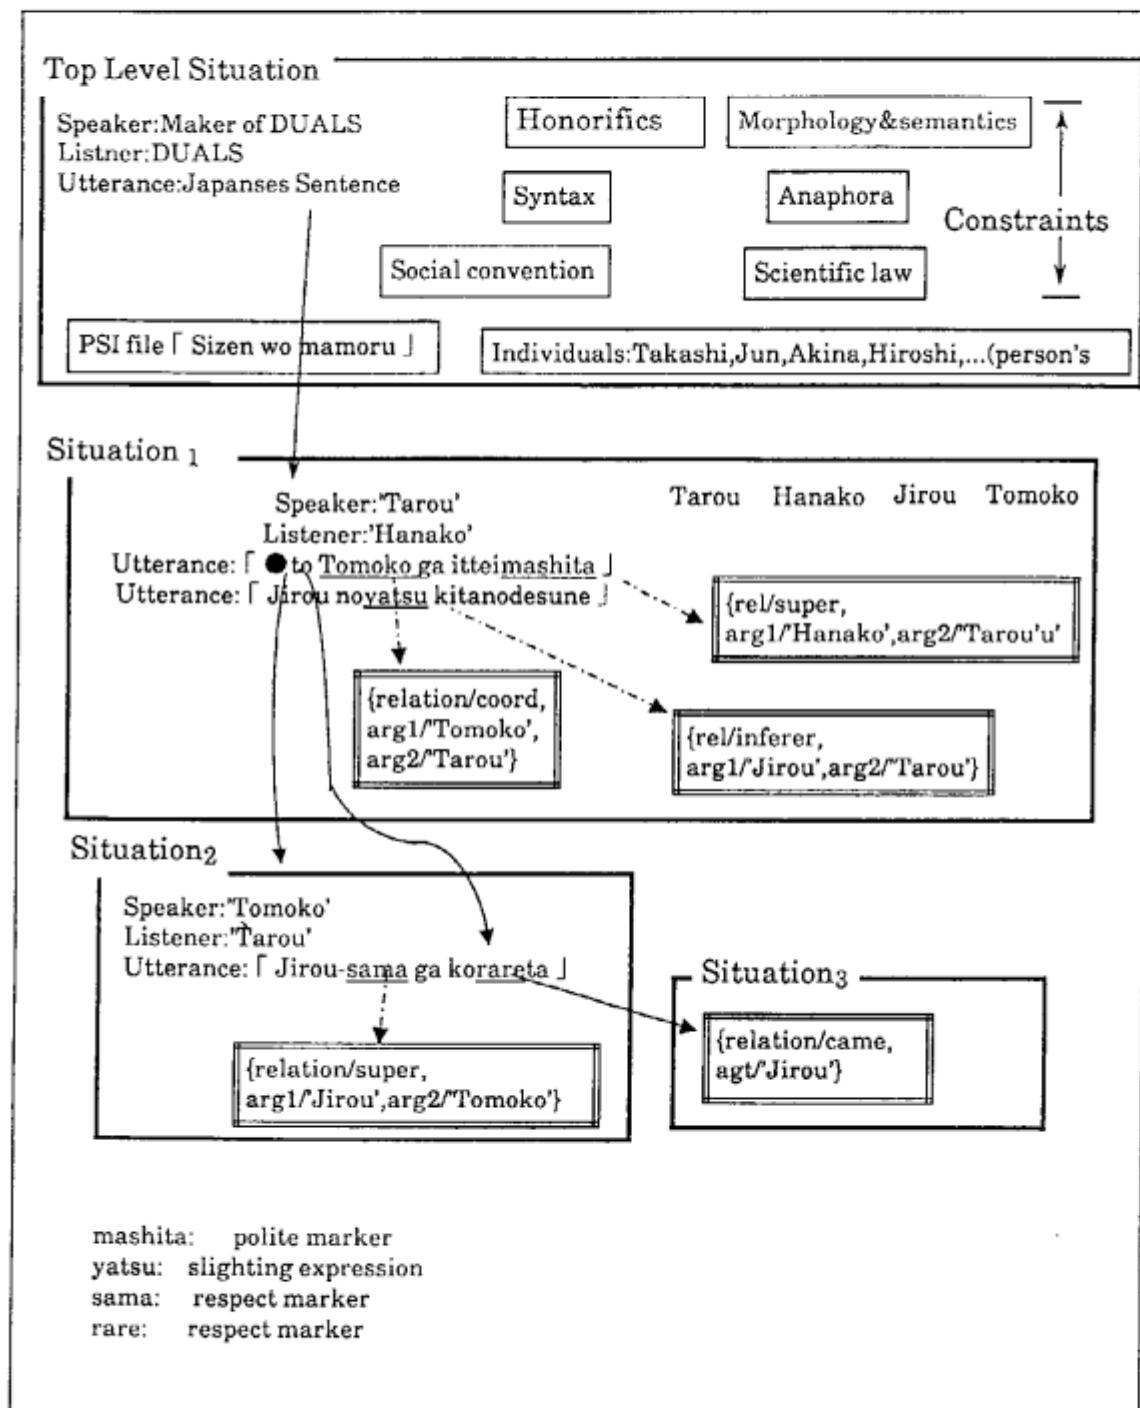 Top Level Situation
Speaker:Maker of DUALS
Listner:DUALS
Utterance:Japanses Sentence
Honorifics
Morphology&semantics
Syntax
Anaphora
Constraints
Social convention
Scientific law
PSI file「 Sizen wo mamoru 」
Individuals:Takashi,Jun,Akina,Hiroshi,...(person's
Situation 1
Speaker:'Tarou'
Listener:'Hanako'
Utterance:「 ● to Tomoko ga itteimashita 」
Utterance:「 Jirou noyatsu kitanodesune 」
Tarou Hanako Jirou Tomoko
{rel/super,
arg1/'Hanako',arg2/'Tarou'u'
{relation/coord,
arg1/'Tomoko',
arg2/'Tarou'}
{rel/inferer,
arg1/'Jirou',arg2/'Tarou'}
Situation2
Speaker:'Tomoko'
Listener:'Tarou'
Utterance:「 Jirou-sama ga korareta 」
{relation/super,
arg1/'Jirou',arg2/'Tomoko'}
Situation3
{relation/came,
agt/'Jirou'}
mashita: polite marker
yatsu: slighting expression
sama: respect marker
rare: respect marker